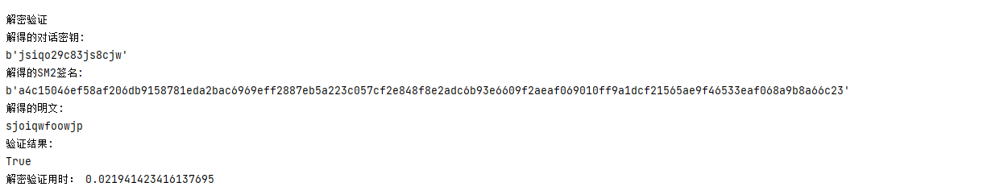 解密验证
解得的对话密钥:
b'jsiqo29c83js8cjw'
解得的SM2签名:
b'a4c15046ef58af206db9158781eda2bac6969eff2887eb5a223c057cf2e848f8e2adc6b93e6609f2aeaf069010ff9a1dcf21565ae9f46533eaf068a9b8a66c23'
解得的明文:
sjoiqwfoowjp
验证结果:
True
解密验证用时: 0.021941423416137695